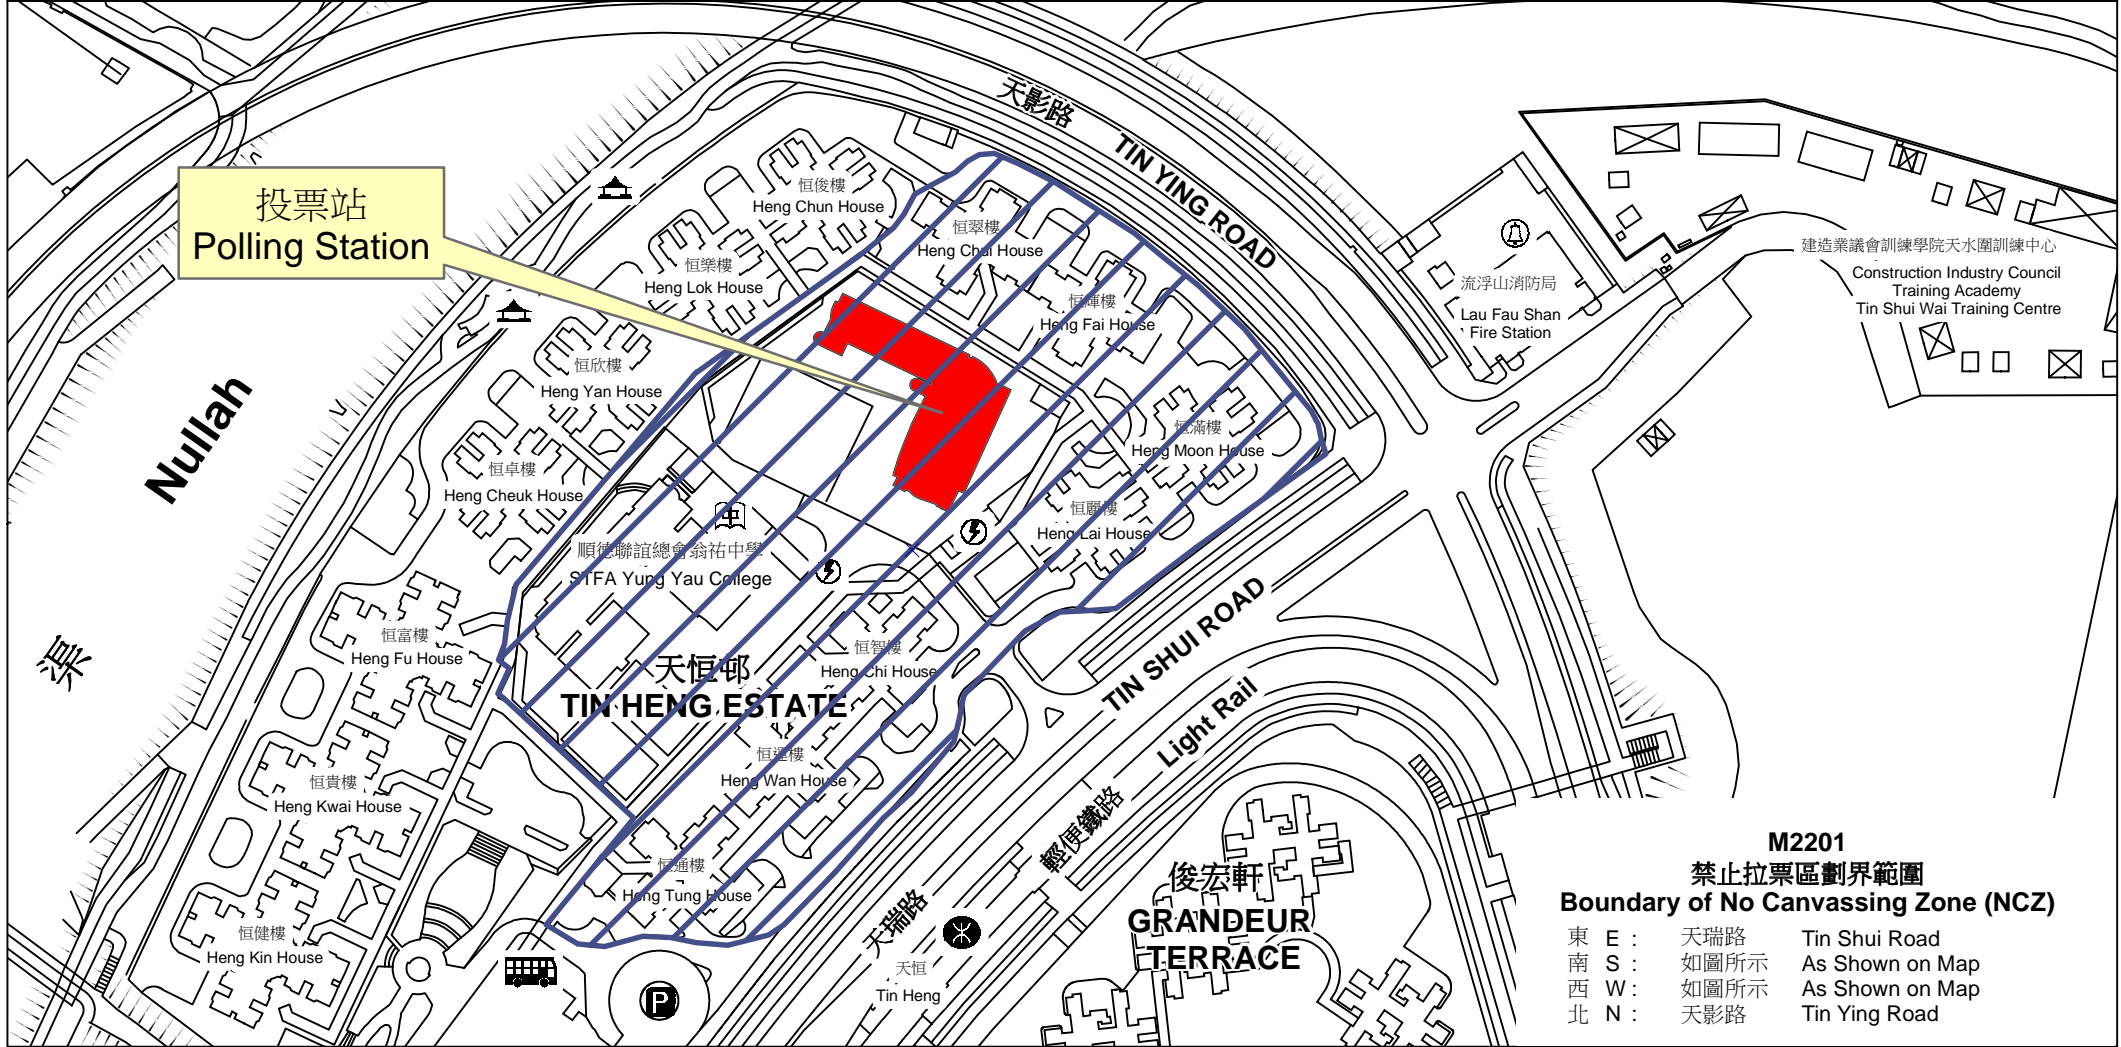 天影路
TIN YING ROAD
投票站
Polling Station
恒俊樓
Heng Chun House
恒翠樓
Heng Chui House
恒樂樓
Heng Lok House
恒輝樓
Heng Fai House
恒欣樓
Heng Yan House
恒滿樓
Heng Moon House
恒卓樓
Heng Cheuk House
恒麗樓
Heng Lai House
流浮山消防局
Lau Fau Shan
Fire Station
建造業議會訓練學院天水圍訓練中心
Construction Industry Council
Training Academy
Tin Shui Wai Training Centre
Nullah
渠
中
順德聯誼總會翁祐中學
STFA Yung Yau College
恒富樓
Heng Fu House
恒智樓
Heng Chi House
天恒邨
TIN HENG ESTATE
TIN SHUI ROAD
Light Rail
輕便鐵路
恒運樓
Heng Wan House
恒貴樓
Heng Kwai House
恒通樓
Heng Tung House
恒健樓
Heng Kin House
天瑞路
天恒
Tin Heng
P
俊宏軒
GRANDEUR
TERRACE
M2201
禁止拉票區劃界範圍
Boundary of No Canvassing Zone (NCZ)
東 E : 天瑞路 Tin Shui Road
南 S : 如圖所示 As Shown on Map
西 W : 如圖所示 As Shown on Map
北 N : 天影路 Tin Ying Road